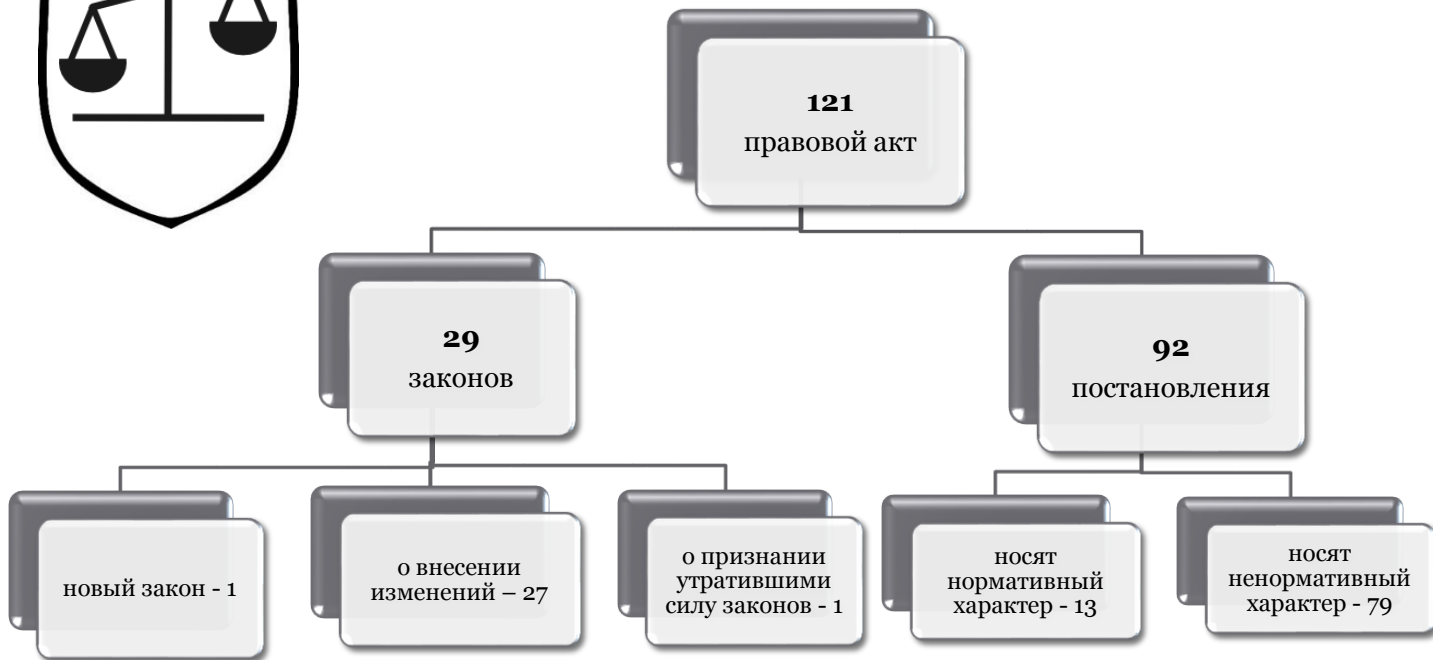 121
правовой акт
29
законов
92
постановления
новый закон - 1
о внесении
изменений – 27
о признании
утратившими
силу законов - 1
носят
нормативный
характер - 13
носят
ненормативный
характер - 79